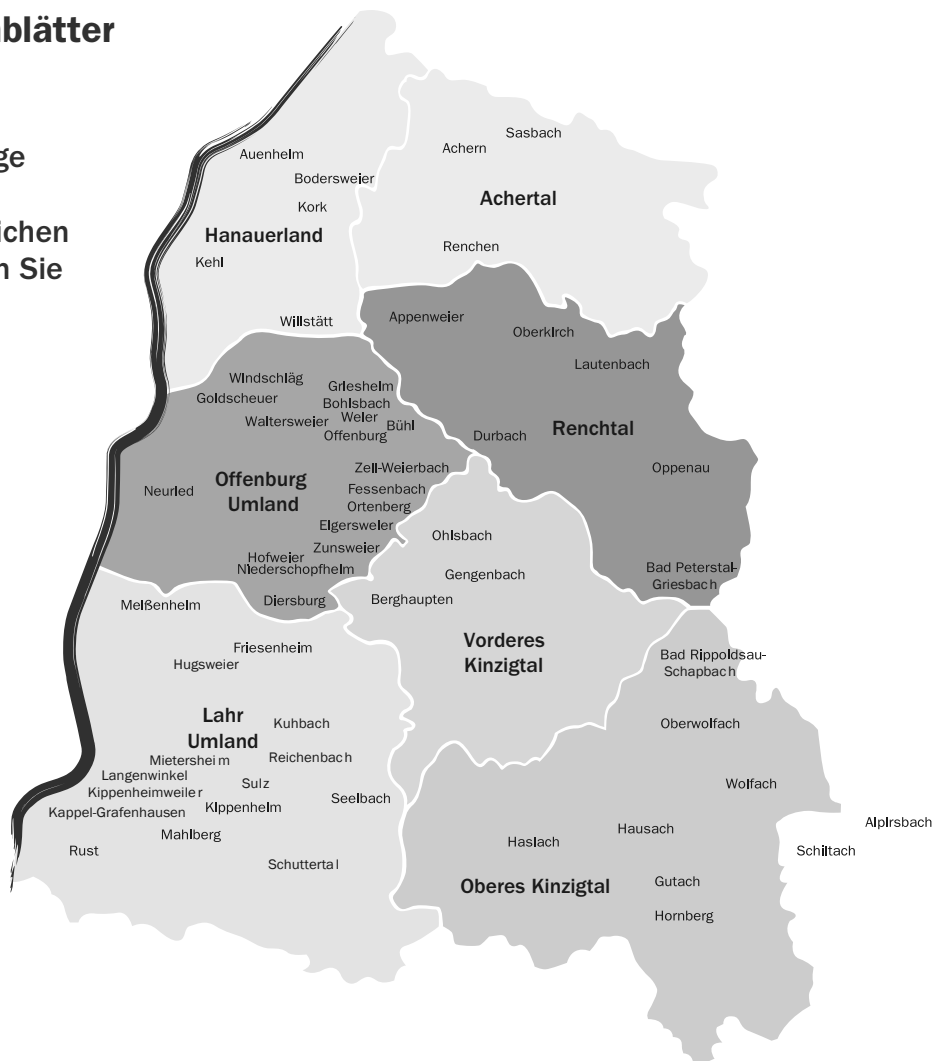 blätter
ge
ichen
n Sie
Sasbach
Achern
Auenheim
Bodersweier
Achertal
Kork
Hanauerland
Renchen
Kehl
Appenweier
Willstätt
Oberkirch
Lautenbach
Windschläg
Griesheim
Goldscheuer
Bohlsbach
Weier
Waltersweier
Bühl
Offenburg
Durbach
Renchtal
Zell-Weierbach
Oppenau
Offenburg
Umland
Neuried
Fessenbach
Ortenberg
Elgersweier
Ohlsbach
Zunsweier
Hofweier
Niederschopfheim
Gengenbach
Bad Peterstal-
Griesbach
Diersburg
Berghaupten
Meißenheim
Friesenheim
Hugsweier
Vorderes
Kinzigtal
Bad Rippoldsau-
Schapbach
Lahr
Umland
Kuhbach
Oberwolfach
Mietersheim
Reichenbach
Langenwinkel
Sulz
Kippenheimweiler
Wolfach
Seelbach
Kappel-Grafenhausen
Kippenheim
Alpirsbach
Mahlberg
Hausach
Haslach
Rust
Schiltach
Schuttertal
Oberes Kinzigtal
Gutach
Hornberg